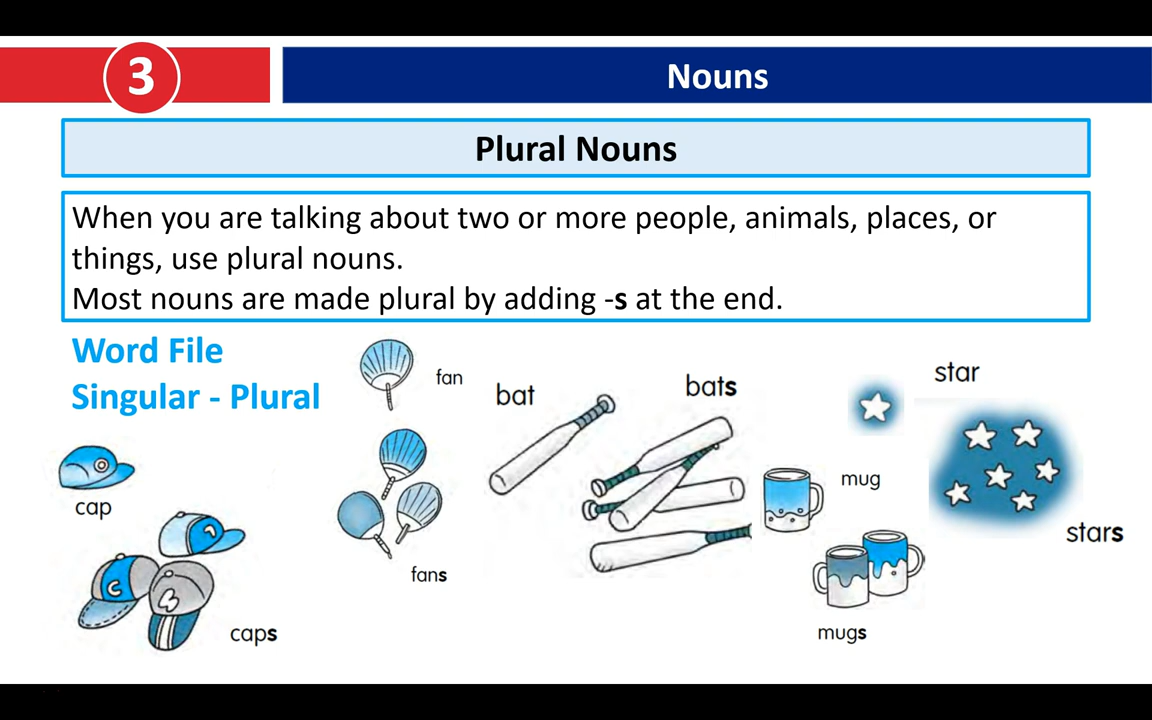 3
Nouns
Plural Nouns
When you are talking about two or more people, animals, places, or
things, use plural nouns.
Most nouns are made plural by adding -s at the end.
Word File
Singular - Plural
cap
caps
fan
fans
bat
bats
mug
mugs
star
stars